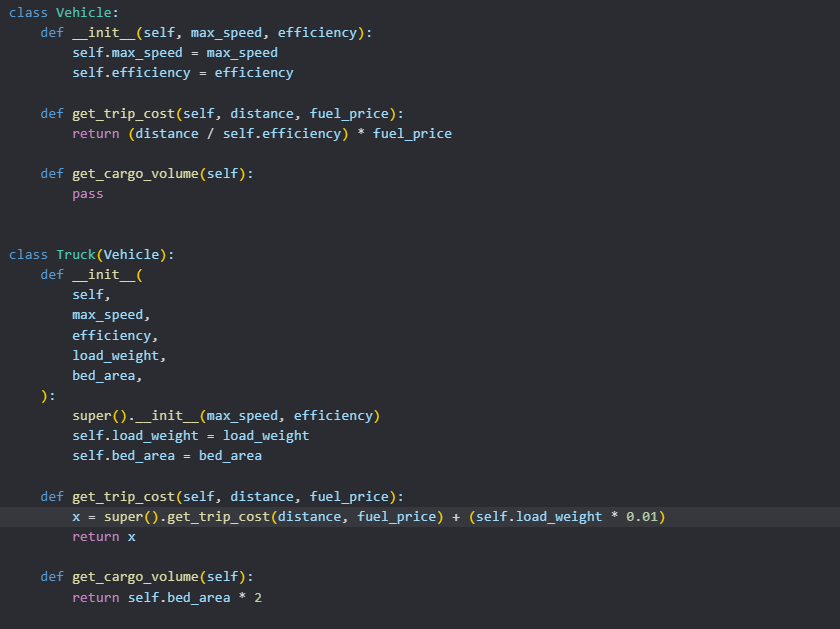 class Vehicle:
    def __init__(self, max_speed, efficiency):
        self.max_speed = max_speed
        self.efficiency = efficiency

    def get_trip_cost(self, distance, fuel_price):
        return (distance / self.efficiency) * fuel_price

    def get_cargo_volume(self):
        pass


class Truck(Vehicle):
    def __init__(
        self,
        max_speed,
        efficiency,
        load_weight,
        bed_area,
    ):
        super().__init__(max_speed, efficiency)
        self.load_weight = load_weight
        self.bed_area = bed_area

    def get_trip_cost(self, distance, fuel_price):
        x = super().get_trip_cost(distance, fuel_price) + (self.load_weight * 0.01)
        return x

    def get_cargo_volume(self):
        return self.bed_area * 2